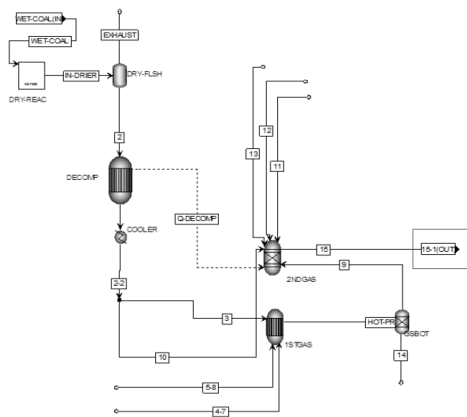 WET-COAL(IN)
WET-COAL
EXHAUST
IN-DRIER
DRY-FLSH
DRY-REAC
2
13
12
11
DECOMP
Q-DECOMP
COOLER
15
15-1(OUT)
9
2NDGAS
2-2
3
HOT-PR
GSBOT
1STGAS
10
14
5-8
4-7